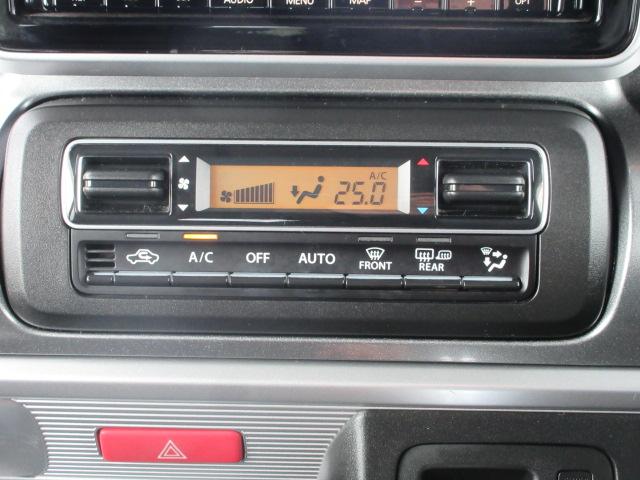 AUDIO MENU MAP − + OPT
A/C
25.0
A/C OFF AUTO FRONT REAR